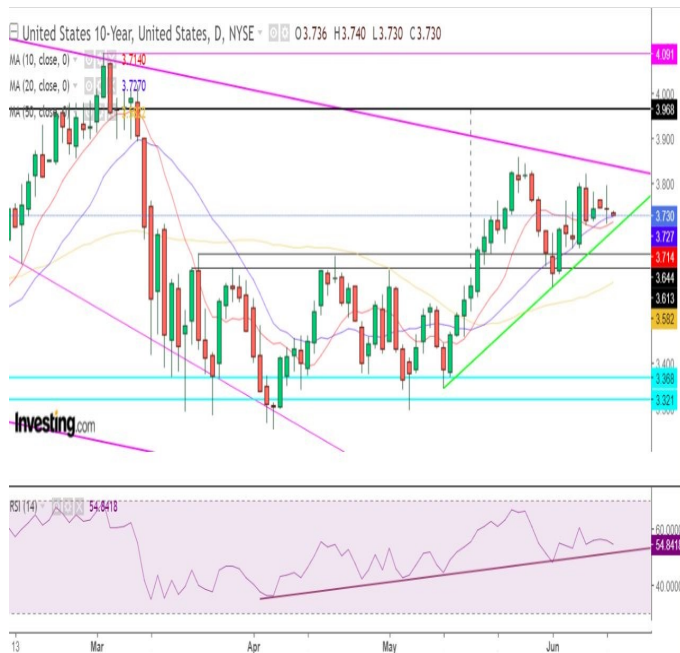 United States 10-Year, United States, D, NYSE O3.736 H3.740 L3.730 C3.730
MA (10, close, 0) 3.7140
MA (20, close, 0) 3.7270
MA (50, close, 0)
4.091
4.000
3.968
3.900
3.800
3.730
3.727
3.714
3.644
3.613
3.582
3.400
3.368
3.321
Investing.com
RSI (14) 54.8418
60.0000
54.8418
40.0000
13 Mar Apr May Jun